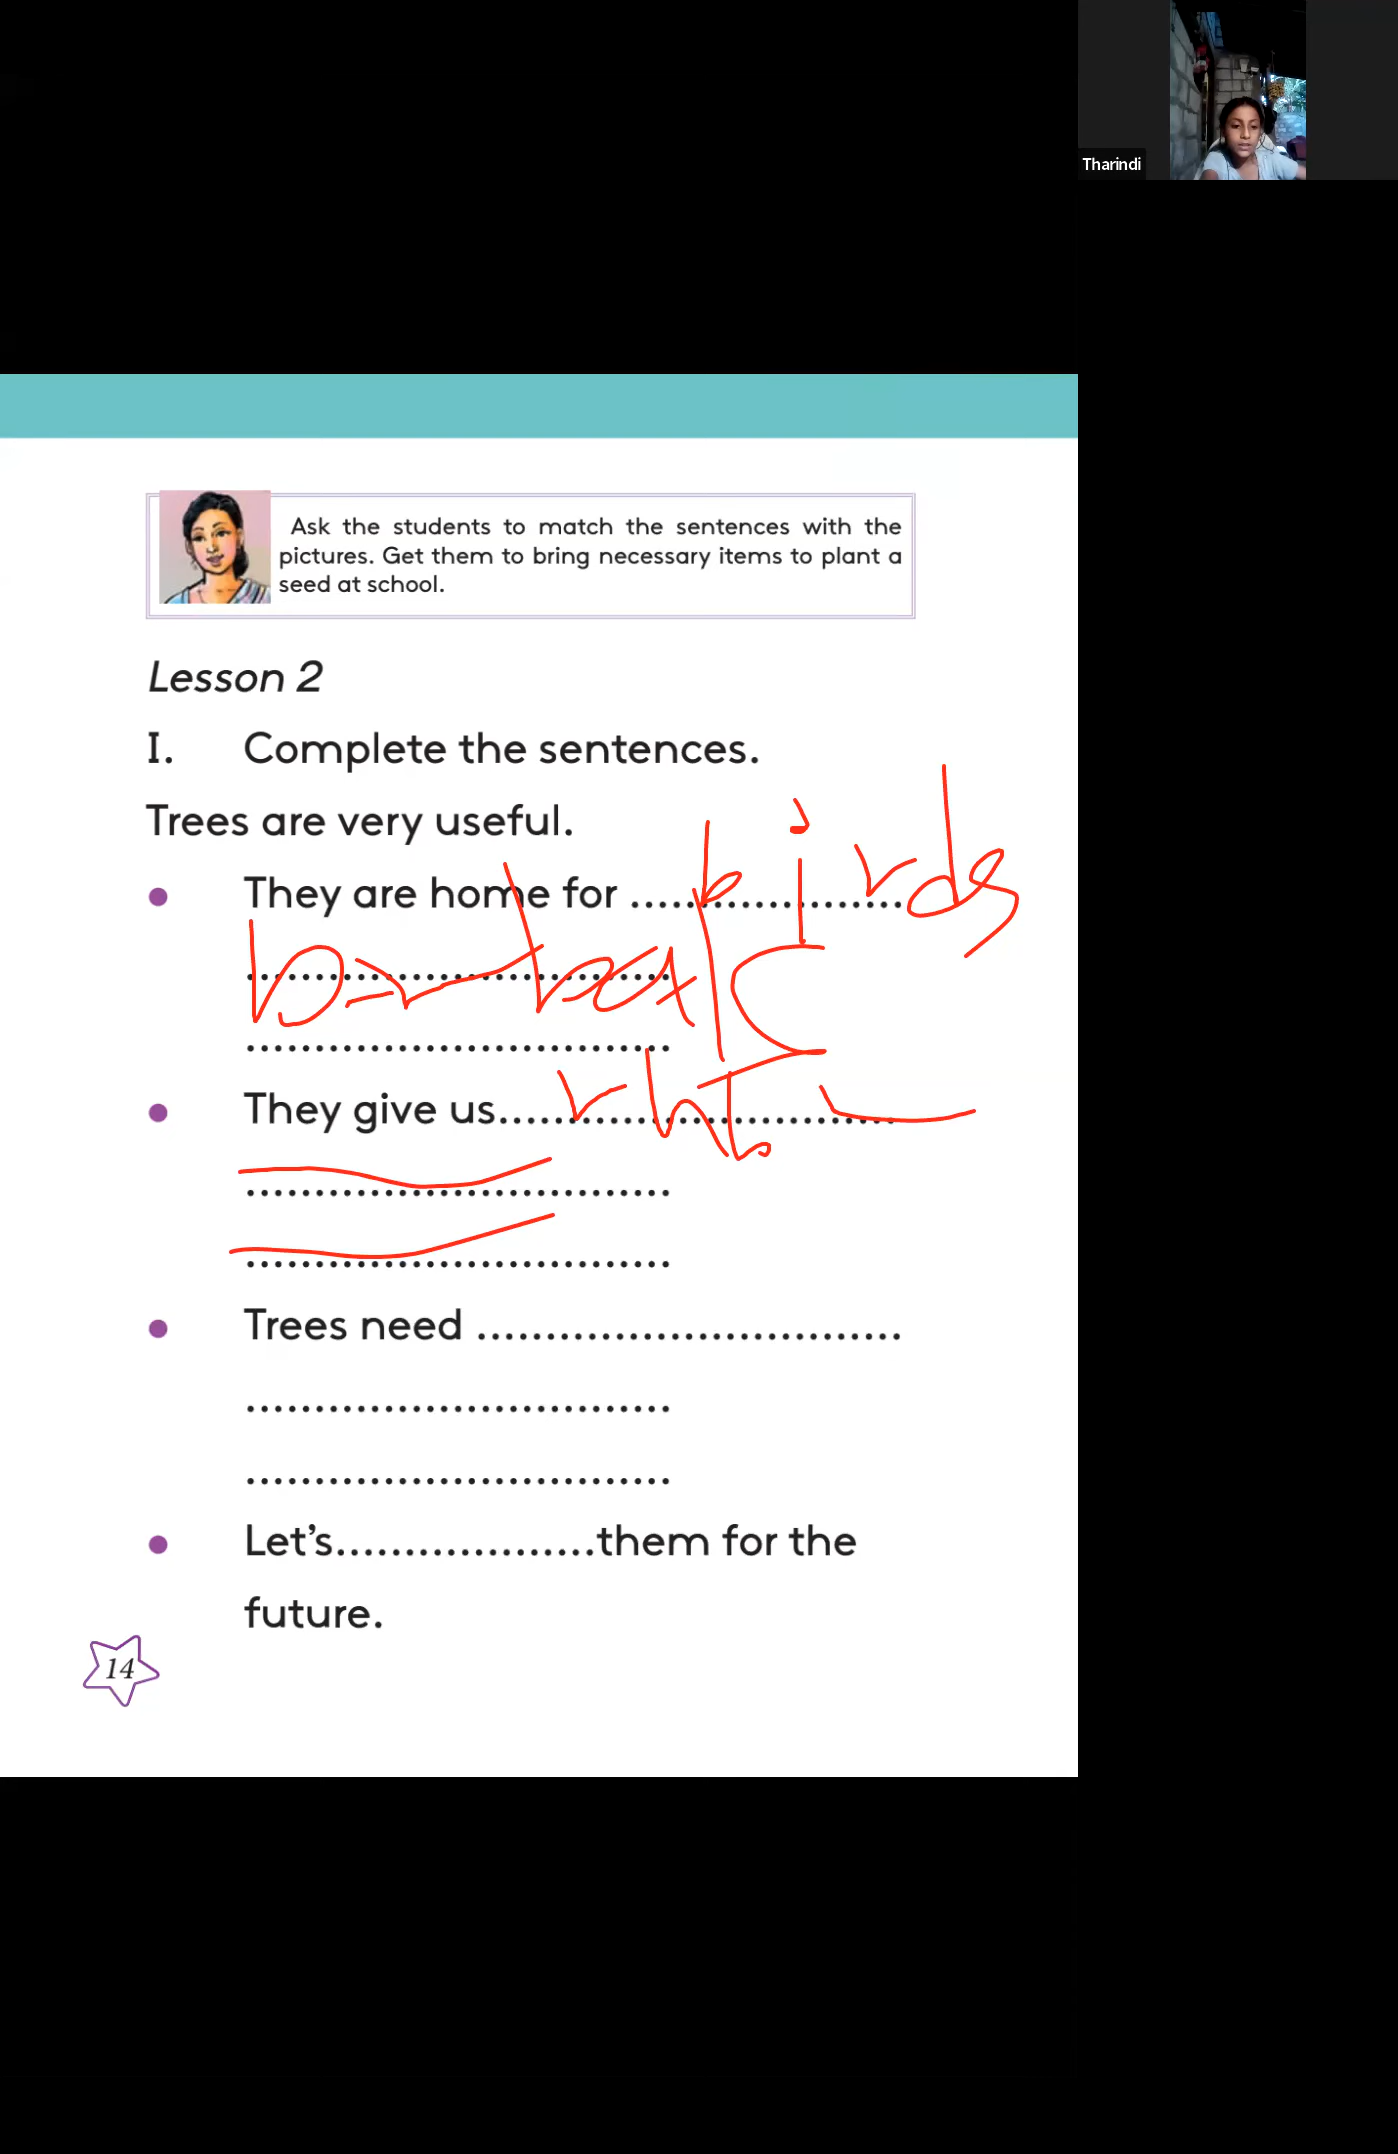 Tharindi
Ask the students to match the sentences with the
pictures. Get them to bring necessary items to plant a
seed at school.
Lesson 2
I. Complete the sentences.
Trees are very useful.
• They are home for .................... birds
..............................
..............................
• They give us.............................
..............................
..............................
• Trees need ..............................
..............................
..............................
• Let's...................them for the
future.
14